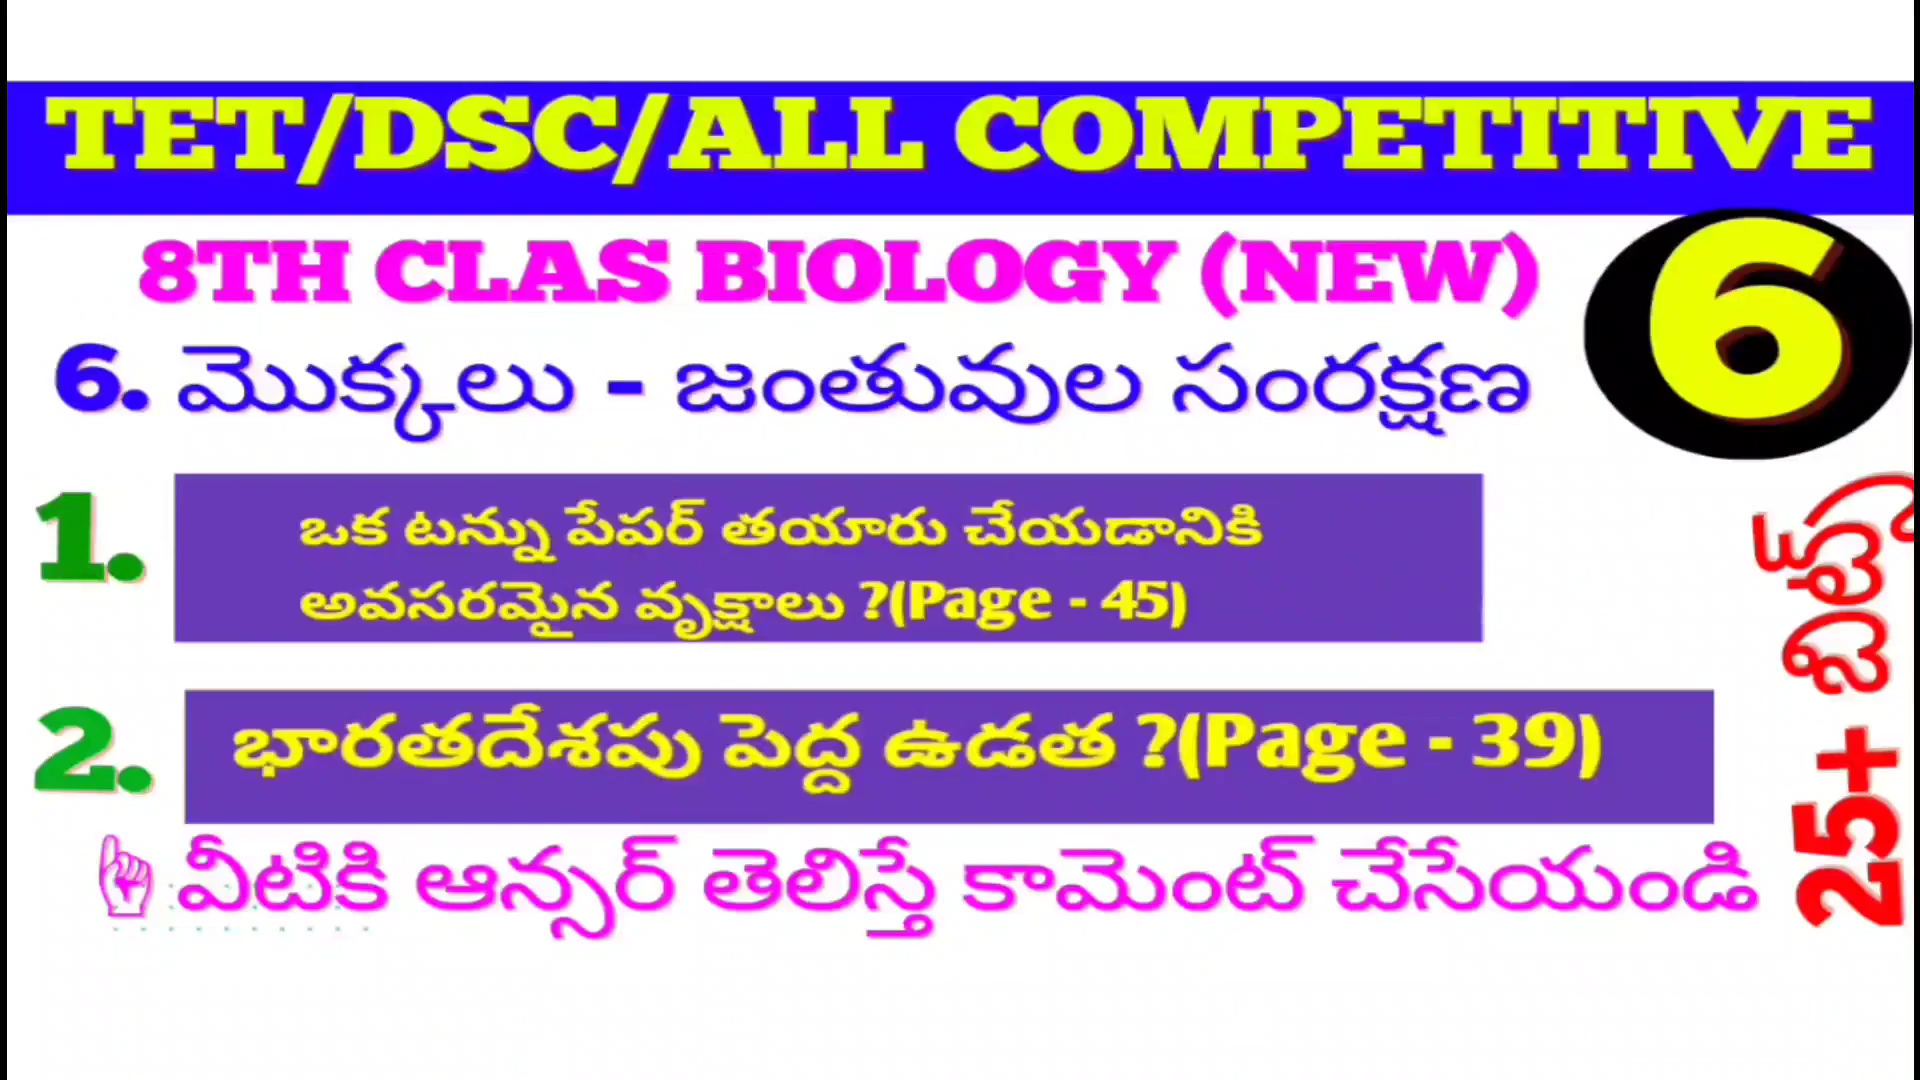 TET/DSC/ALL COMPETITIVE
8TH CLAS BIOLOGY (NEW)
6
6. మొక్కలు - జంతువుల సంరక్షణ
1.
ఒక టన్ను పేపర్ తయారు చేయడానికి
అవసరమైన వృక్షాలు ?(Page - 45)
2.
భారతదేశపు పెద్ద ఉడత ?(Page - 39)
☝ వీటికి ఆన్సర్ తెలిస్తే కామెంట్ చేసేయండి
25+ బిట్స్